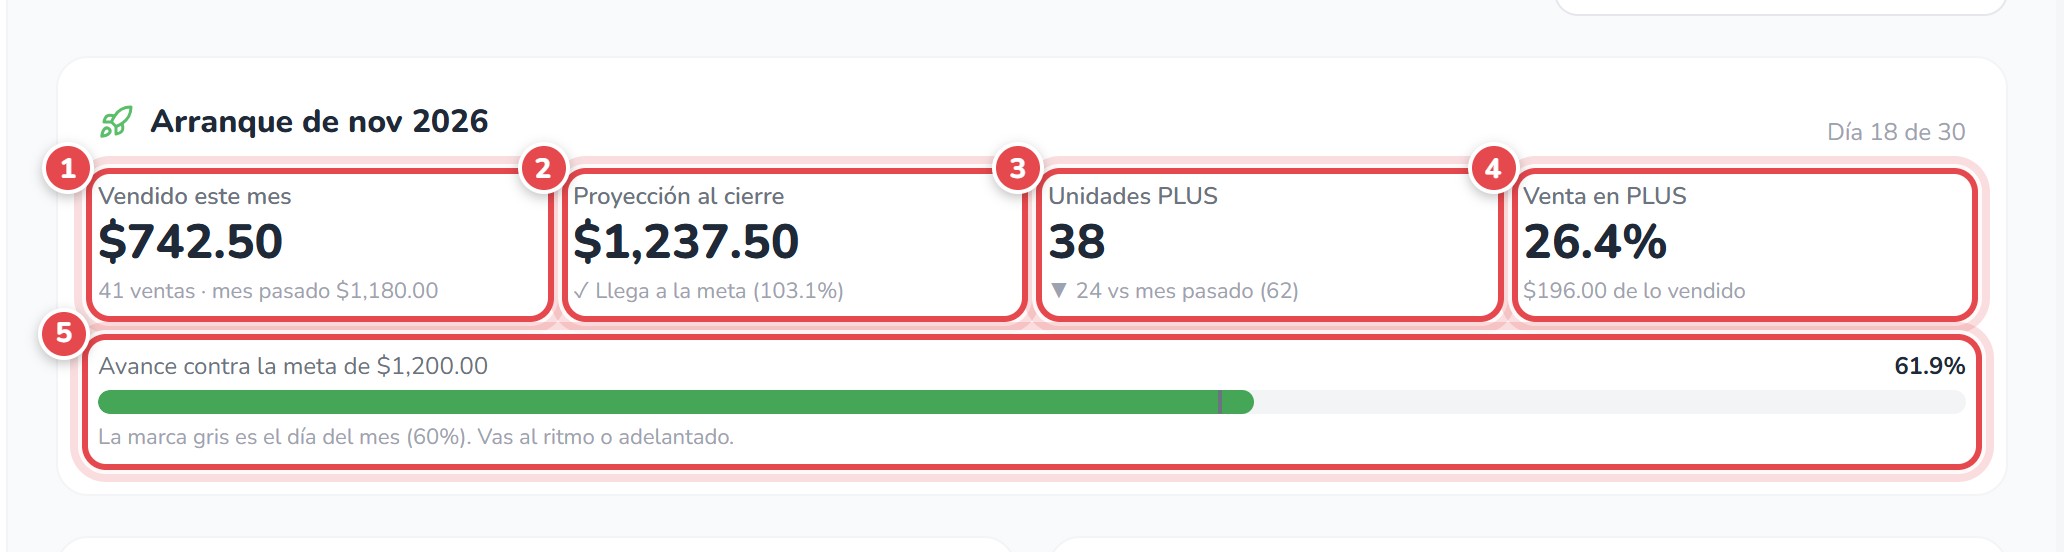 Arranque de nov 2026
Día 18 de 30
1
Vendido este mes
$742.50
41 ventas · mes pasado $1,180.00
2
Proyección al cierre
$1,237.50
✓ Llega a la meta (103.1%)
3
Unidades PLUS
38
▼ 24 vs mes pasado (62)
4
Venta en PLUS
26.4%
$196.00 de lo vendido
5
Avance contra la meta de $1,200.00
61.9%
La marca gris es el día del mes (60%). Vas al ritmo o adelantado.